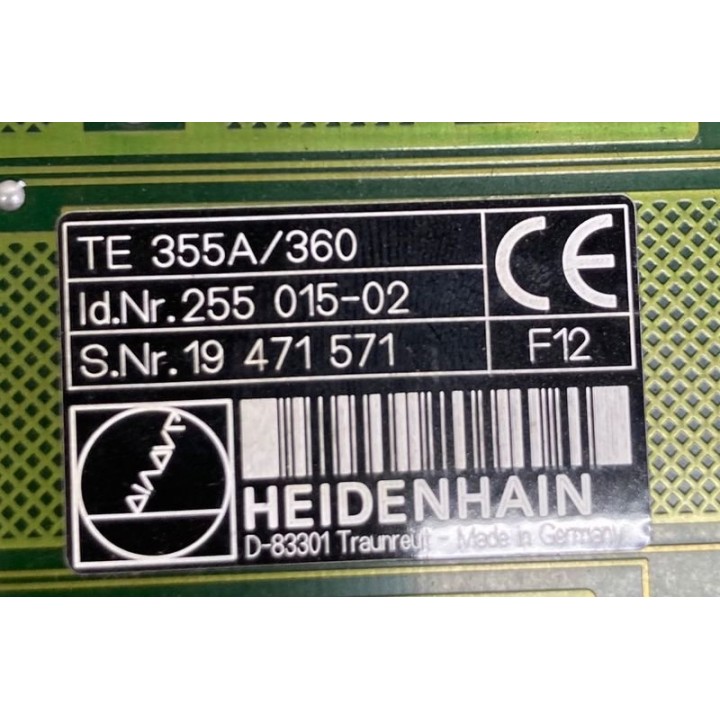 TE 355A/360
Id.Nr.255 015-02
S.Nr.19 471 571
CE
F12
HEIDENHAIN
D-83301 Traunreut - Made in Germany